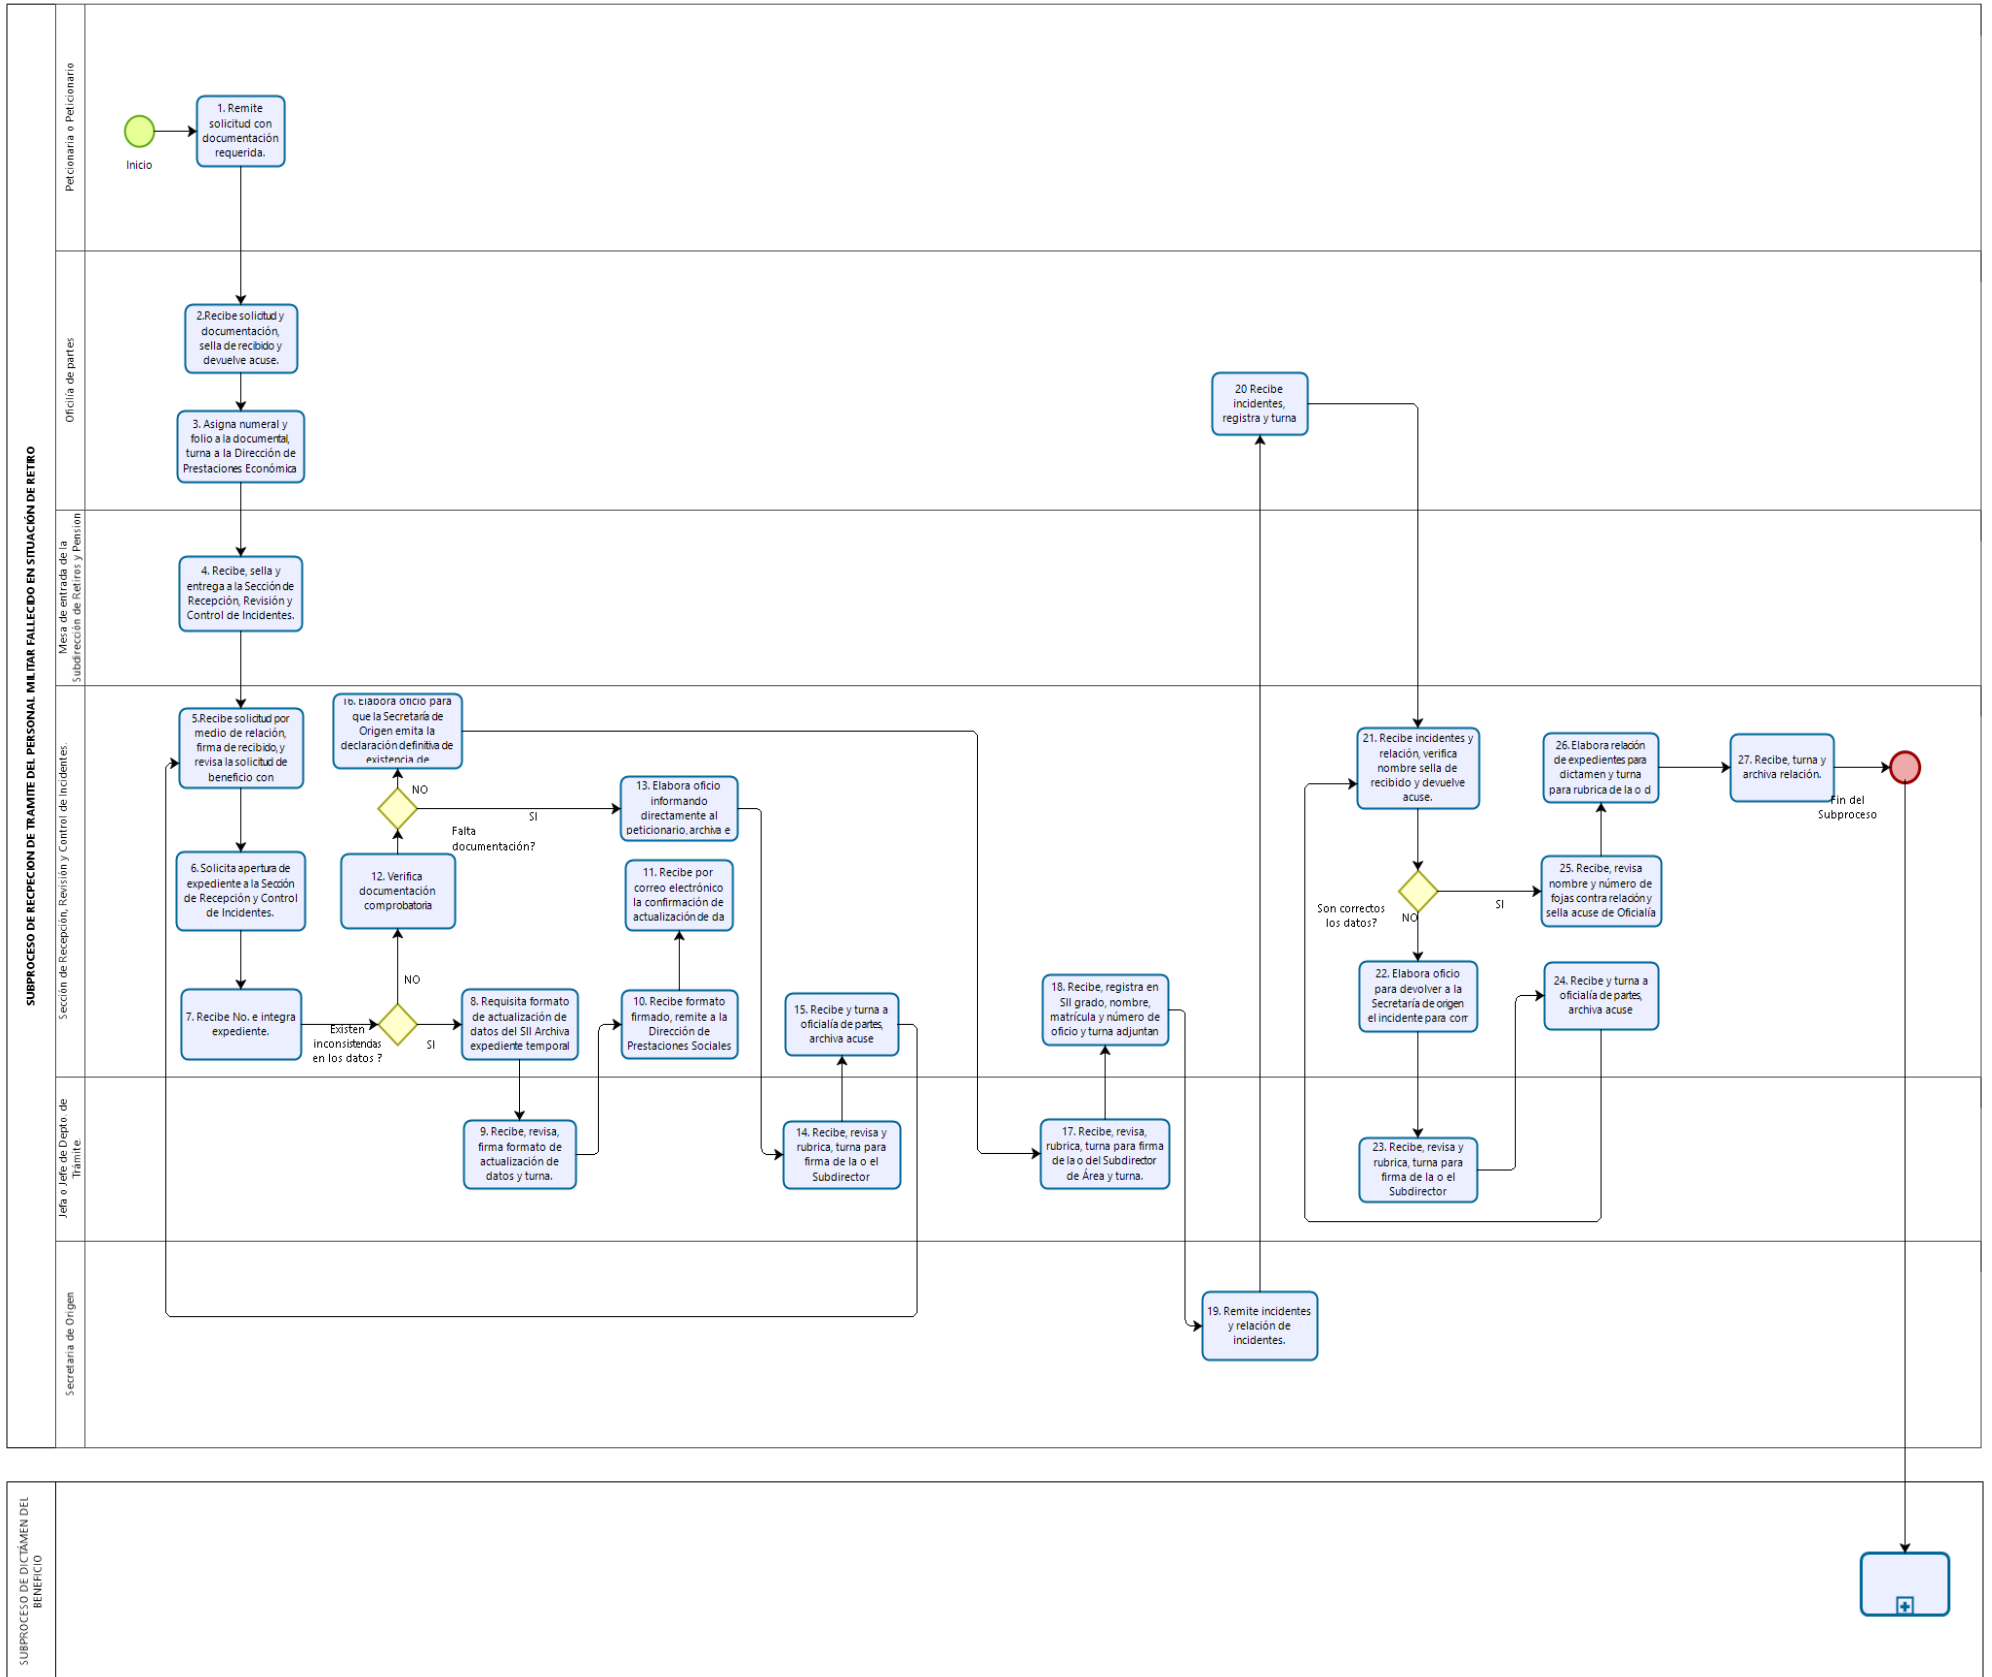 SUBPROCESO DE RECPECION DE TRAMITE DEL PERSONAL MILITAR FALLECIDO EN SITUACIÓN DE RETIRO
Petcionaria o Peticionario
Inicio
1. Remite
solicitud con
documentación
requerida.
Oficilía de partes
2.Recibe solicitud y
documentación,
sella de recibido y
devuelve acuse.
3. Asigna numeral y
folio a la documental,
turna a la Dirección de
Prestaciones Económica
20 Recibe
incidentes,
registra y turna
Mesa de entrada de la
Subdirección de Retiros y Pension
4. Recibe, sella y
entrega a la Sección de
Recepción, Revisión y
Control de Incidentes.
Sección de Recepción, Revisión y Control de Incidentes.
5.Recibe solicitud por
medio de relación,
firma de recibido, y
revisa la solicitud de
beneficio con
6. Solicita apertura de
expediente a la Sección
de Recepción y Control
de Incidentes.
7. Recibe No. e integra
expediente.
Existen
inconsistendas
en los datos ?
NO
SI
8. Requisita formato
de actualización de
datos del SII Archiva
expediente temporal
10. Recibe formato
firmado, remite a la
Dirección de
Prestaciones Sociales
11. Recibe por
correo electrónico
la confirmación de
actualización de da
12. Verifica
documentación
comprobatoria
Falta
documentación?
NO
SI
13. Elabora oficio
informando
directamente al
peticionario, archiva e
15. Recibe y turna a
oficialía de partes,
archiva acuse
16. Elabora oficio para
que la Secretaría de
Origen emita la
declaración definitiva de
existencia de
18. Recibe, registra en
SII grado, nombre,
matrícula y número de
oficio y turna adjuntan
21. Recibe incidentes y
relación, verifica
nombre sella de
recibido y devuelve
acuse.
Son correctos
los datos?
NO
SI
22. Elabora oficio
para devolver a la
Secretaría de origen
el incidente para corr
24. Recibe y turna a
oficialía de partes,
archiva acuse
25. Recibe, revisa
nombre y número de
fojas contra relación y
sella acuse de Oficialía
26. Elabora relación
de expedientes para
dictamen y turna
para rubrica de la o d
27. Recibe, turna y
archiva relación.
Fin del
Subproceso
Jefa o Jefe de Depto. de
Trámite.
9. Recibe, revisa,
firma formato de
actualización de
datos y turna.
14. Recibe, revisa y
rubrica, turna para
firma de la o el
Subdirector
17. Recibe, revisa,
rubrica, turna para firma
de la o del Subdirector
de Área y turna.
23. Recibe, revisa y
rubrica, turna para
firma de la o el
Subdirector
Secretaria de Origen
19. Remite incidentes
y relación de
incidentes.
SUBPROCESO DE DICTÁMEN DEL
BENEFICIO